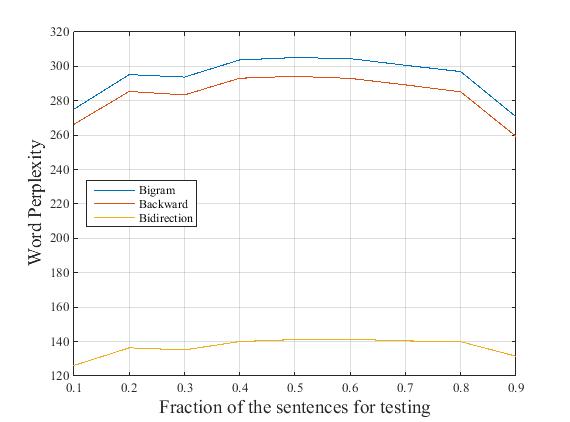 320
300
280
260
240
220
200
180
160
140
120
Word Perplexity
Bigram
Backward
Bidirection
0.1 0.2 0.3 0.4 0.5 0.6 0.7 0.8 0.9
Fraction of the sentences for testing